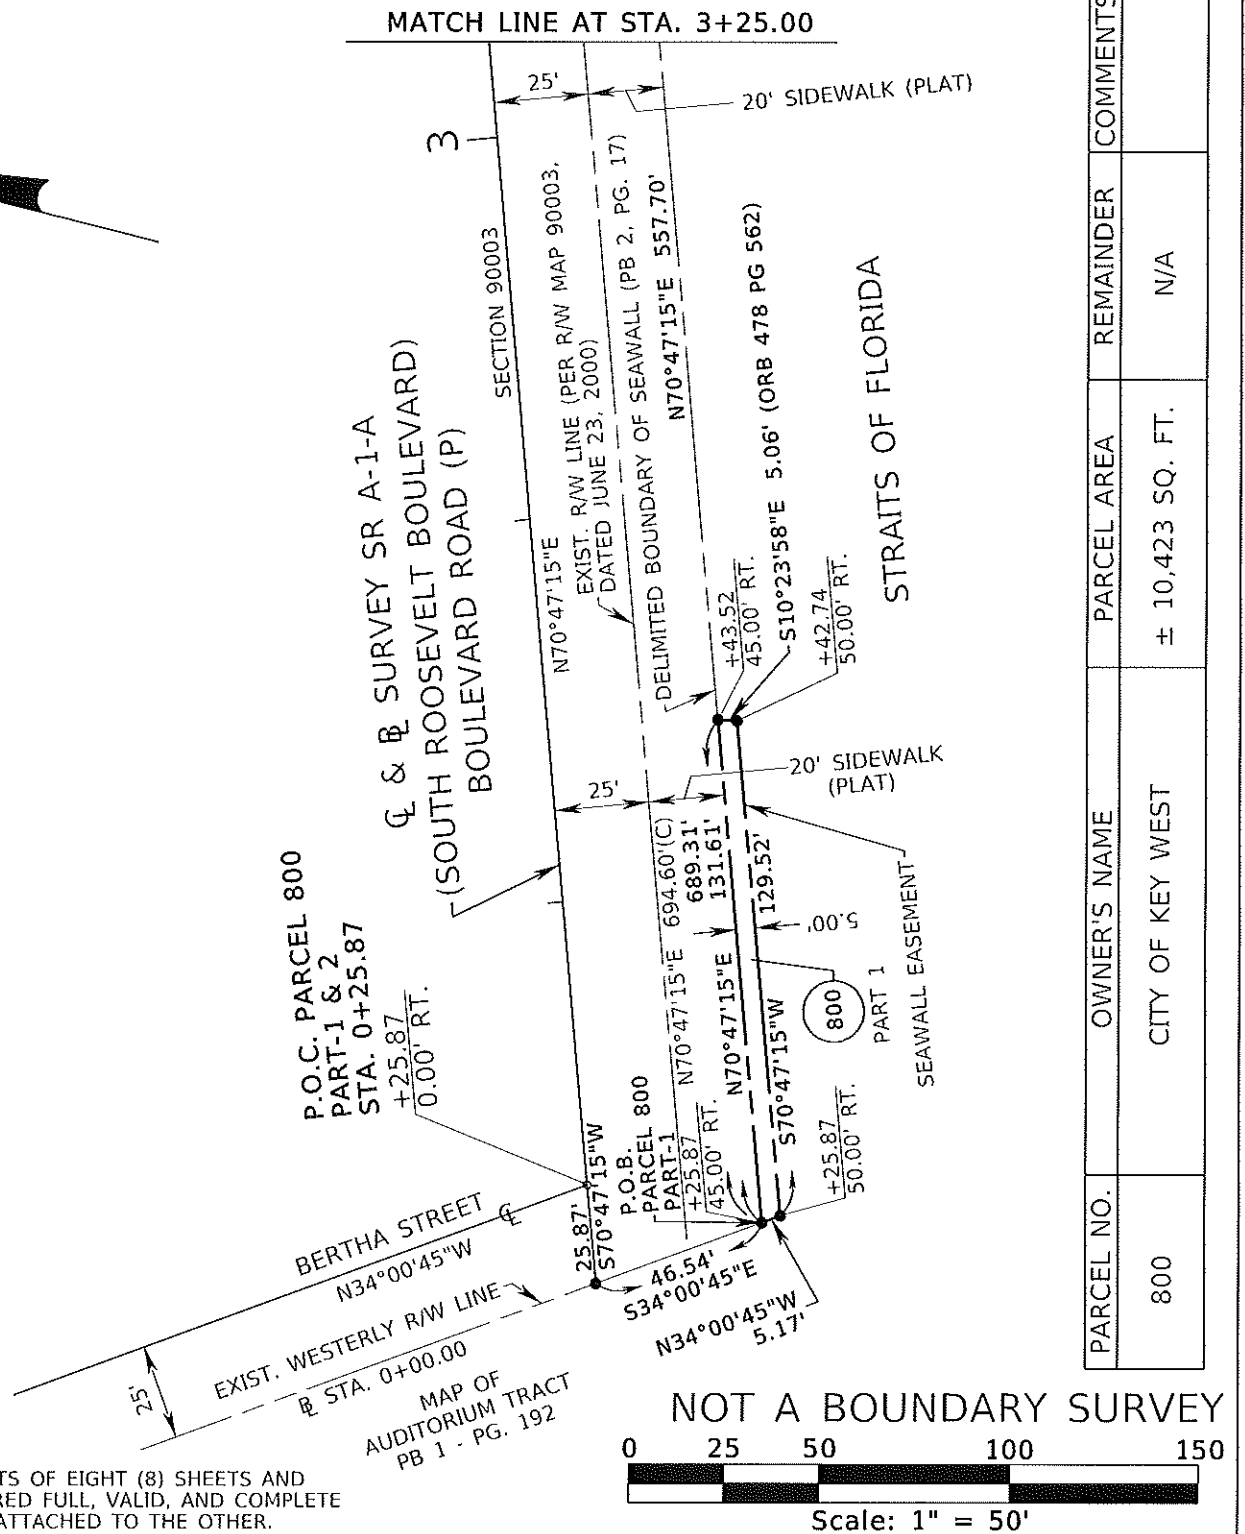 MATCH LINE AT STA. 3+25.00
25'
20' SIDEWALK (PLAT)
3
SECTION 90003
EXIST. R/W LINE (PER R/W MAP 90003,
DATED JUNE 23, 2000)
DELIMITED BOUNDARY OF SEAWALL (PB 2, PG. 17)
N70°47'15"E 557.70'
N70°47'15"E
℄ & ⅊ SURVEY SR A-1-A
(SOUTH ROOSEVELT BOULEVARD)
BOULEVARD ROAD (P)
STRAITS OF FLORIDA
+43.52
45.00' RT.
S10°23'58"E 5.06' (ORB 478 PG 562)
+42.74
50.00' RT.
25'
20' SIDEWALK
(PLAT)
N70°47'15"E 694.60'(C)
689.31'
N70°47'15"E 131.61'
S70°47'15"W 129.52'
5.00'
800
PART 1
SEAWALL EASEMENT
P.O.C. PARCEL 800
PART-1 & 2
STA. 0+25.87
+25.87
0.00' RT.
P.O.B.
PARCEL 800
PART-1
+25.87
45.00' RT.
+25.87
50.00' RT.
25.87'
S70°47'15"W
BERTHA STREET ℄
N34°00'45"W
46.54'
S34°00'45"E
N34°00'45"W
5.17'
EXIST. WESTERLY R/W LINE
⅊ STA. 0+00.00
25'
MAP OF
AUDITORIUM TRACT
PB 1 - PG. 192
PARCEL NO. OWNER'S NAME PARCEL AREA REMAINDER COMMENTS
800 CITY OF KEY WEST ± 10,423 SQ. FT. N/A
NOT A BOUNDARY SURVEY
0 25 50 100 150
Scale: 1" = 50'
TS OF EIGHT (8) SHEETS AND
RED FULL, VALID, AND COMPLETE
ATTACHED TO THE OTHER.